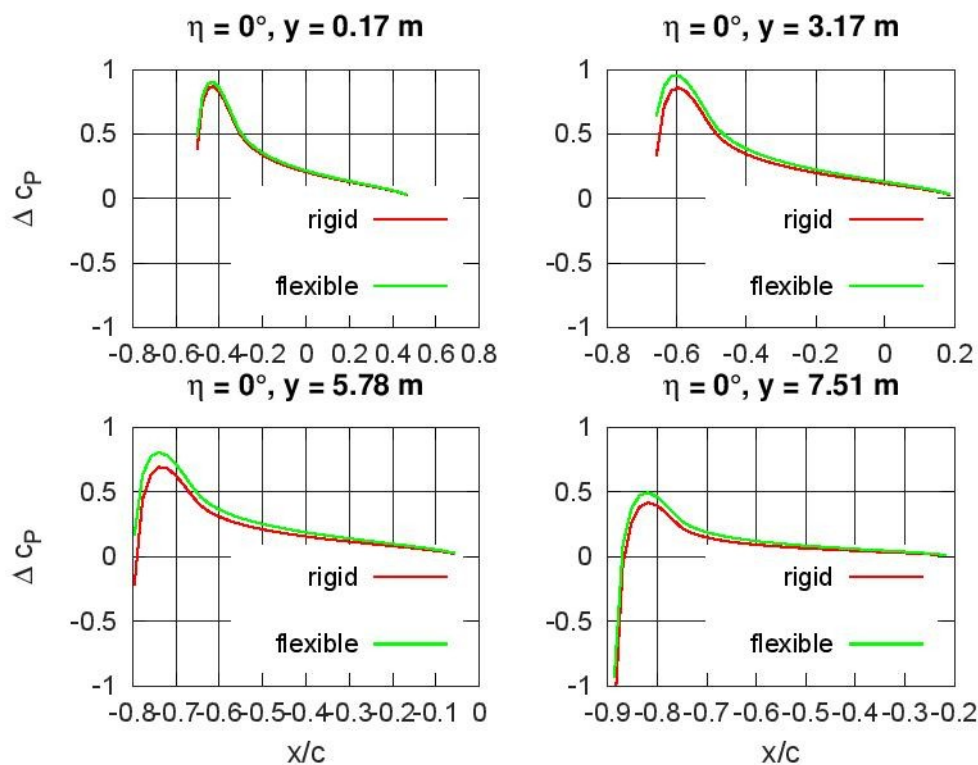 η = 0°, y = 0.17 m
1
0.5
0
-0.5
-1
Δ cP
rigid
flexible
-0.8 -0.6 -0.4 -0.2 0 0.2 0.4 0.6 0.8
η = 0°, y = 3.17 m
1
0.5
0
-0.5
-1
rigid
flexible
-0.8 -0.6 -0.4 -0.2 0 0.2
η = 0°, y = 5.78 m
1
0.5
0
-0.5
-1
Δ cP
rigid
flexible
-0.8 -0.7 -0.6 -0.5 -0.4 -0.3 -0.2 -0.1 0
x/c
η = 0°, y = 7.51 m
1
0.5
0
-0.5
-1
rigid
flexible
-0.9 -0.8 -0.7 -0.6 -0.5 -0.4 -0.3 -0.2
x/c